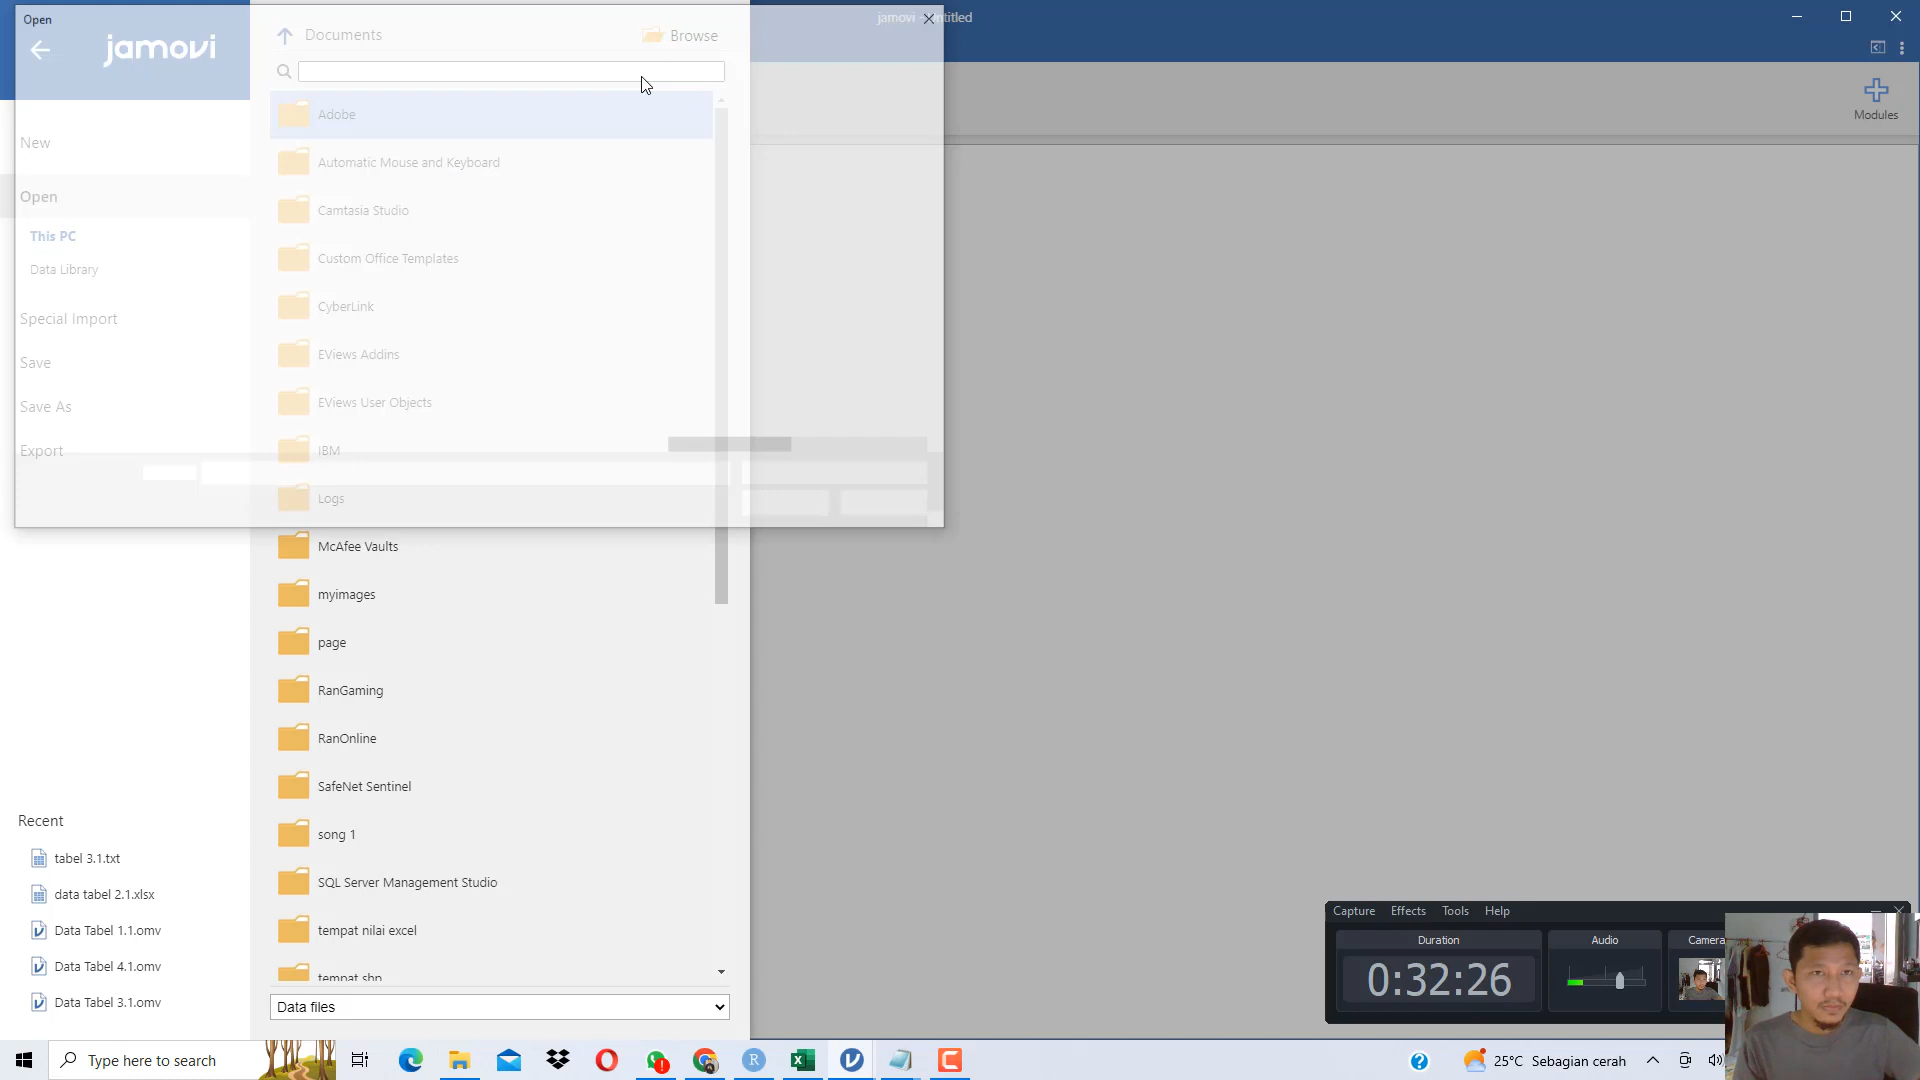 Open
jamovi - Untitled
jamovi
Documents
Browse
Modules
New
Open
This PC
Data Library
Special Import
Save
Save As
Export
Adobe
Automatic Mouse and Keyboard
Camtasia Studio
Custom Office Templates
CyberLink
EViews Addins
EViews User Objects
IBM
Logs
McAfee Vaults
myimages
page
RanGaming
RanOnline
SafeNet Sentinel
song 1
SQL Server Management Studio
tempat nilai excel
tempat shp
Data files
Recent
tabel 3.1.txt
data tabel 2.1.xlsx
Data Tabel 1.1.omv
Data Tabel 4.1.omv
Data Tabel 3.1.omv
Capture Effects Tools Help
Duration
Audio
Camera
0:32:26
Type here to search
25°C Sebagian cerah